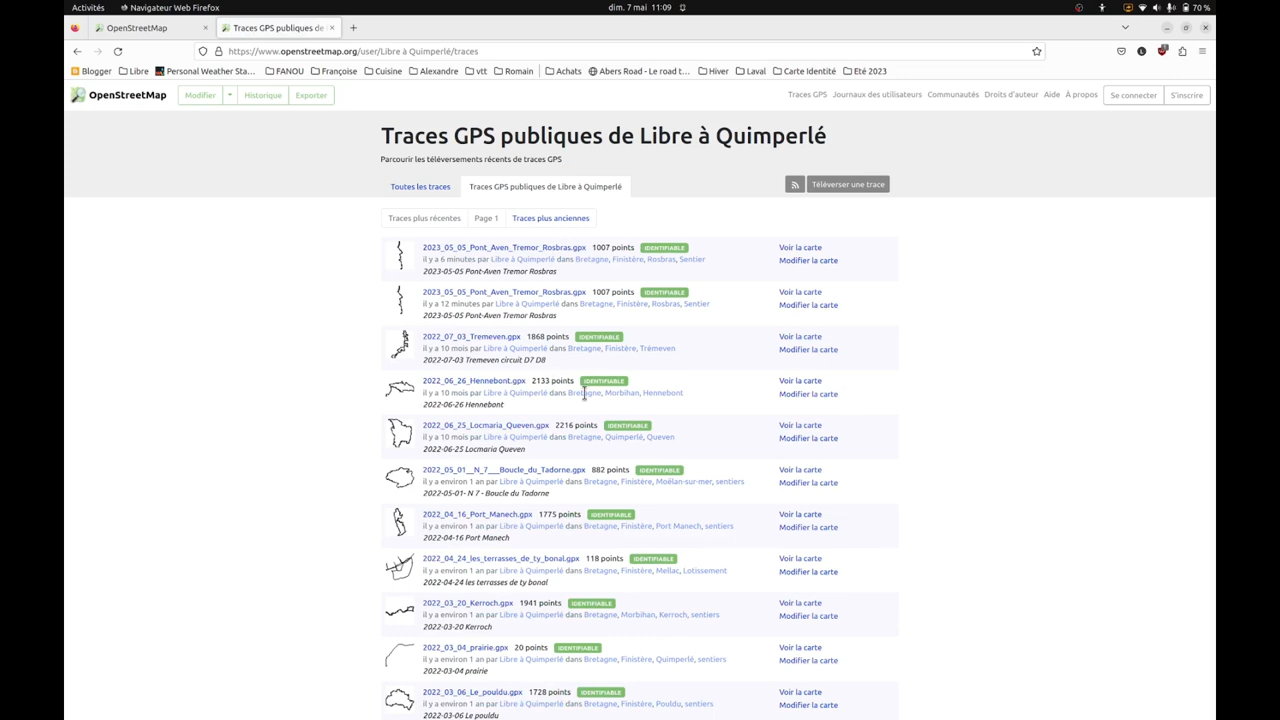 Activités
Navigateur Web Firefox
dim. 7 mai 11:09
70 %
OpenStreetMap
Traces GPS publiques de
https://www.openstreetmap.org/user/Libre à Quimperlé/traces
Blogger
Libre
Personal Weather Sta…
FANOU
Françoise
Cuisine
Alexandre
vtt
Romain
Achats
Abers Road - Le road t…
Hiver
Laval
Carte Identité
Eté 2023
OpenStreetMap
Modifier
Historique
Exporter
Traces GPS
Journaux des utilisateurs
Communautés
Droits d'auteur
Aide
À propos
Se connecter
S'inscrire
Traces GPS publiques de Libre à Quimperlé
Parcourir les téléversements récents de traces GPS
Toutes les traces
Traces GPS publiques de Libre à Quimperlé
Téléverser une trace
Traces plus récentes
Page 1
Traces plus anciennes
2023_05_05_Pont_Aven_Tremor_Rosbras.gpx 1007 points IDENTIFIABLE Voir la carte
il y a 6 minutes par Libre à Quimperlé dans Bretagne, Finistère, Rosbras, Sentier Modifier la carte
2023-05-05 Pont-Aven Tremor Rosbras
2023_05_05_Pont_Aven_Tremor_Rosbras.gpx 1007 points IDENTIFIABLE Voir la carte
il y a 12 minutes par Libre à Quimperlé dans Bretagne, Finistère, Rosbras, Sentier Modifier la carte
2023-05-05 Pont-Aven Tremor Rosbras
2022_07_03_Tremeven.gpx 1868 points IDENTIFIABLE Voir la carte
il y a 10 mois par Libre à Quimperlé dans Bretagne, Finistère, Trémeven Modifier la carte
2022-07-03 Tremeven circuit D7 D8
2022_06_26_Hennebont.gpx 2133 points IDENTIFIABLE Voir la carte
il y a 10 mois par Libre à Quimperlé dans Bretagne, Morbihan, Hennebont Modifier la carte
2022-06-26 Hennebont
2022_06_25_Locmaria_Queven.gpx 2216 points IDENTIFIABLE Voir la carte
il y a 10 mois par Libre à Quimperlé dans Bretagne, Quimperlé, Queven Modifier la carte
2022-06-25 Locmaria Queven
2022_05_01__N_7___Boucle_du_Tadorne.gpx 882 points IDENTIFIABLE Voir la carte
il y a environ 1 an par Libre à Quimperlé dans Bretagne, Finistère, Moëlan-sur-mer, sentiers Modifier la carte
2022-05-01- N 7 - Boucle du Tadorne
2022_04_16_Port_Manech.gpx 1775 points IDENTIFIABLE Voir la carte
il y a environ 1 an par Libre à Quimperlé dans Bretagne, Finistère, Port Manech, sentiers Modifier la carte
2022-04-16 Port Manech
2022_04_24_les_terrasses_de_ty_bonal.gpx 118 points IDENTIFIABLE Voir la carte
il y a environ 1 an par Libre à Quimperlé dans Bretagne, Finistère, Mellac, Lotissement Modifier la carte
2022-04-24 les terrasses de ty bonal
2022_03_20_Kerroch.gpx 1941 points IDENTIFIABLE Voir la carte
il y a environ 1 an par Libre à Quimperlé dans Bretagne, Morbihan, Kerroch, sentiers Modifier la carte
2022-03-20 Kerroch
2022_03_04_prairie.gpx 20 points IDENTIFIABLE Voir la carte
il y a environ 1 an par Libre à Quimperlé dans Bretagne, Finistère, Quimperlé, sentiers Modifier la carte
2022-03-04 prairie
2022_03_06_Le_pouldu.gpx 1728 points IDENTIFIABLE Voir la carte
il y a environ 1 an par Libre à Quimperlé dans Bretagne, Finistère, Pouldu, sentiers Modifier la carte
2022-03-06 Le pouldu